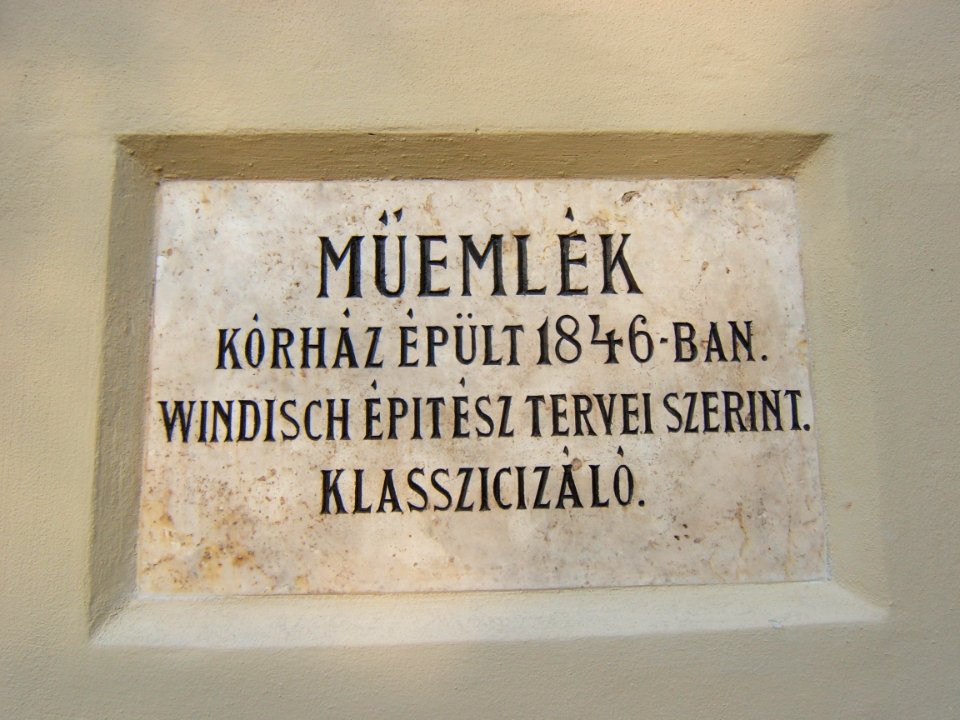 MŰEMLÉK
KÓRHÁZ ÉPÜLT 1846-BAN.
WINDISCH ÉPITÉSZ TERVEI SZERINT.
KLASSZICIZÁLÓ.